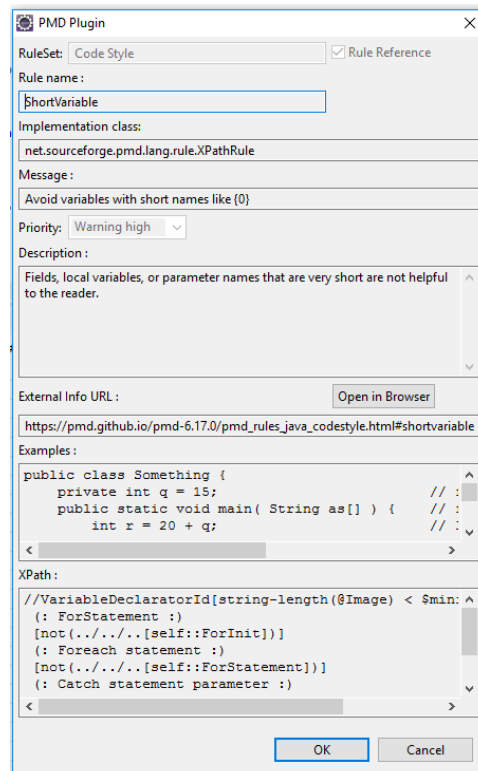 PMD Plugin
RuleSet: Code Style Rule Reference
Rule name :
ShortVariable
Implementation class:
net.sourceforge.pmd.lang.rule.XPathRule
Message :
Avoid variables with short names like {0}
Priority: Warning high
Description :
Fields, local variables, or parameter names that are very short are not helpful
to the reader.
External Info URL : Open in Browser
https://pmd.github.io/pmd-6.17.0/pmd_rules_java_codestyle.html#shortvariable
Examples :
public class Something {
private int q = 15; //
public static void main( String as[] ) { //
int r = 20 + q; //
XPath :
//VariableDeclaratorId[string-length(@Image) < $min
(: ForStatement :)
[not(../../..[self::ForInit])]
(: Foreach statement :)
[not(../../..[self::ForStatement])]
(: Catch statement parameter :)
OK Cancel